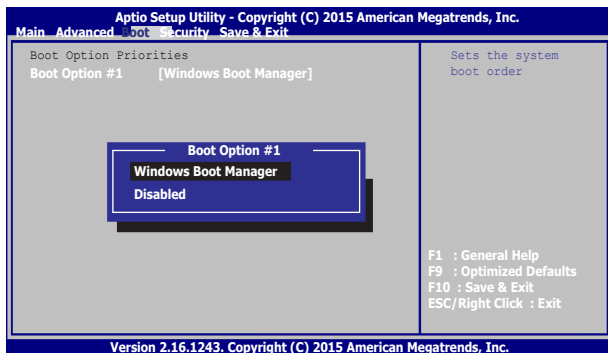 Aptio Setup Utility - Copyright (C) 2015 American Megatrends, Inc.
Main Advanced Boot Security Save & Exit
Boot Option Priorities
Boot Option #1 [Windows Boot Manager]
Sets the system
boot order
Boot Option #1
Windows Boot Manager
Disabled
F1 : General Help
F9 : Optimized Defaults
F10 : Save & Exit
ESC/Right Click : Exit
Version 2.16.1243. Copyright (C) 2015 American Megatrends, Inc.